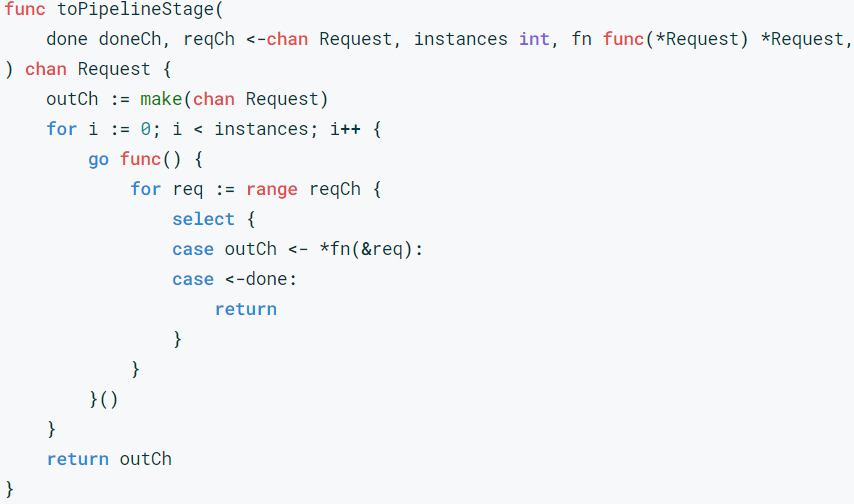 func toPipelineStage(
    done doneCh, reqCh <-chan Request, instances int, fn func(*Request) *Request,
) chan Request {
    outCh := make(chan Request)
    for i := 0; i < instances; i++ {
        go func() {
            for req := range reqCh {
                select {
                case outCh <- *fn(&req):
                case <-done:
                    return
                }
            }
        }()
    }
    return outCh
}